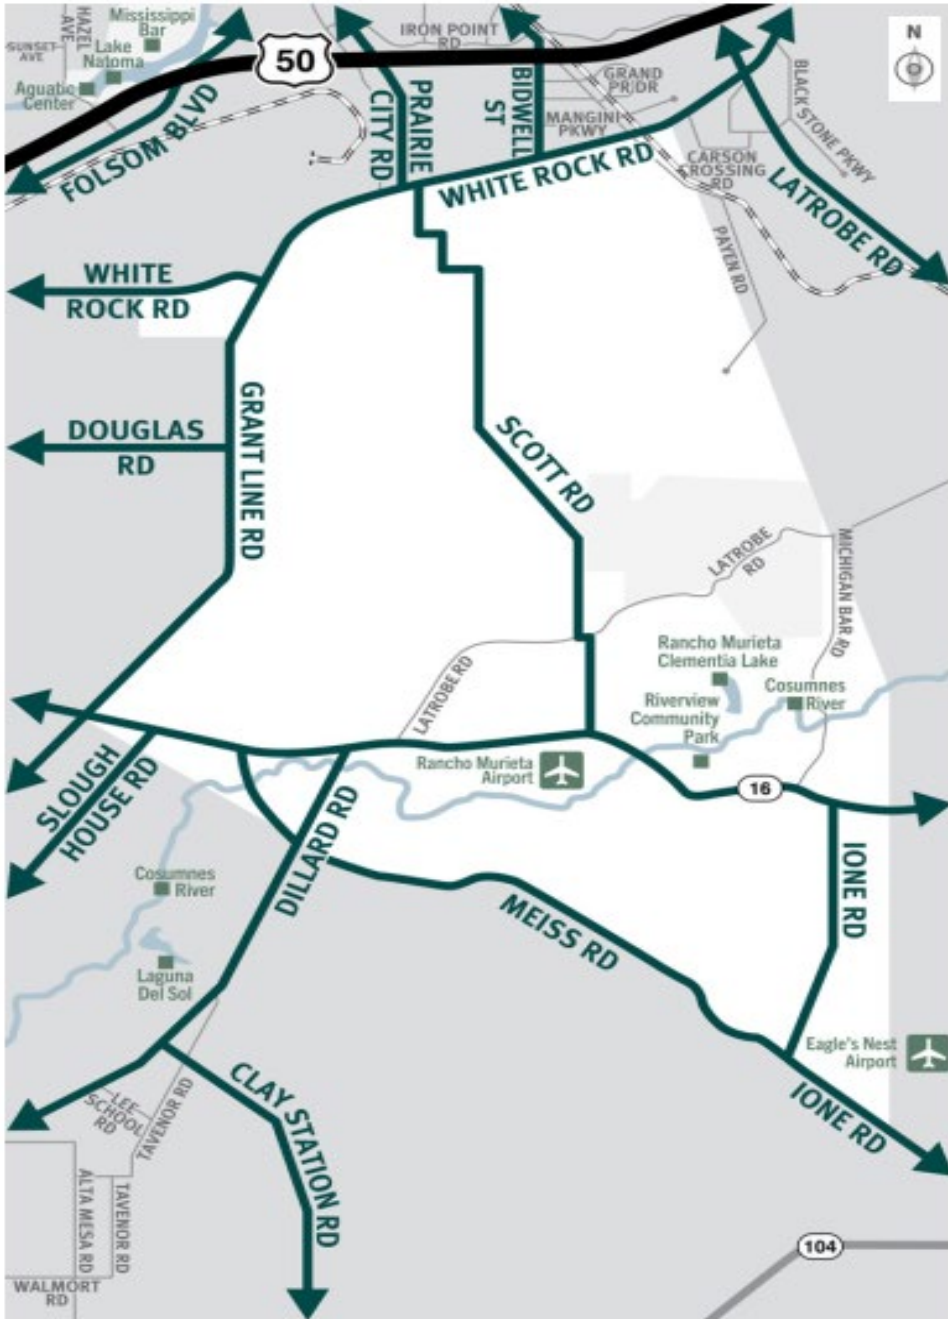 Mississippi
Bar
HAZEL
AVE
SUNSET
AVE
Lake
Natoma
Aquatic
Center
50
IRON POINT
RD
N
FOLSOM BLVD
PRAIRIE
CITY RD
BIDWELL
ST
GRAND
PR DR
MANGINI
PKWY
BLACKSTONE PKWY
WHITE ROCK RD
CARSON
CROSSING
RD
LATROBE RD
PAYEN RD
WHITE
ROCK RD
DOUGLAS
RD
GRANT LINE RD
SCOTT RD
LATROBE
RD
MICHIGAN BAR RD
LATROBE RD
Rancho Murieta
Clementia Lake
Riverview
Community
Park
Cosumnes
River
Rancho Murieta
Airport
16
SLOUGH
HOUSE RD
DILLARD RD
Cosumnes
River
MEISS RD
IONE RD
Laguna
Del Sol
Eagle's Nest
Airport
CLAY STATION RD
IONE RD
LEE
SCHOOL
RD
TAVENOR RD
ALTA MESA RD
TAVENOR RD
WALMORT
RD
104